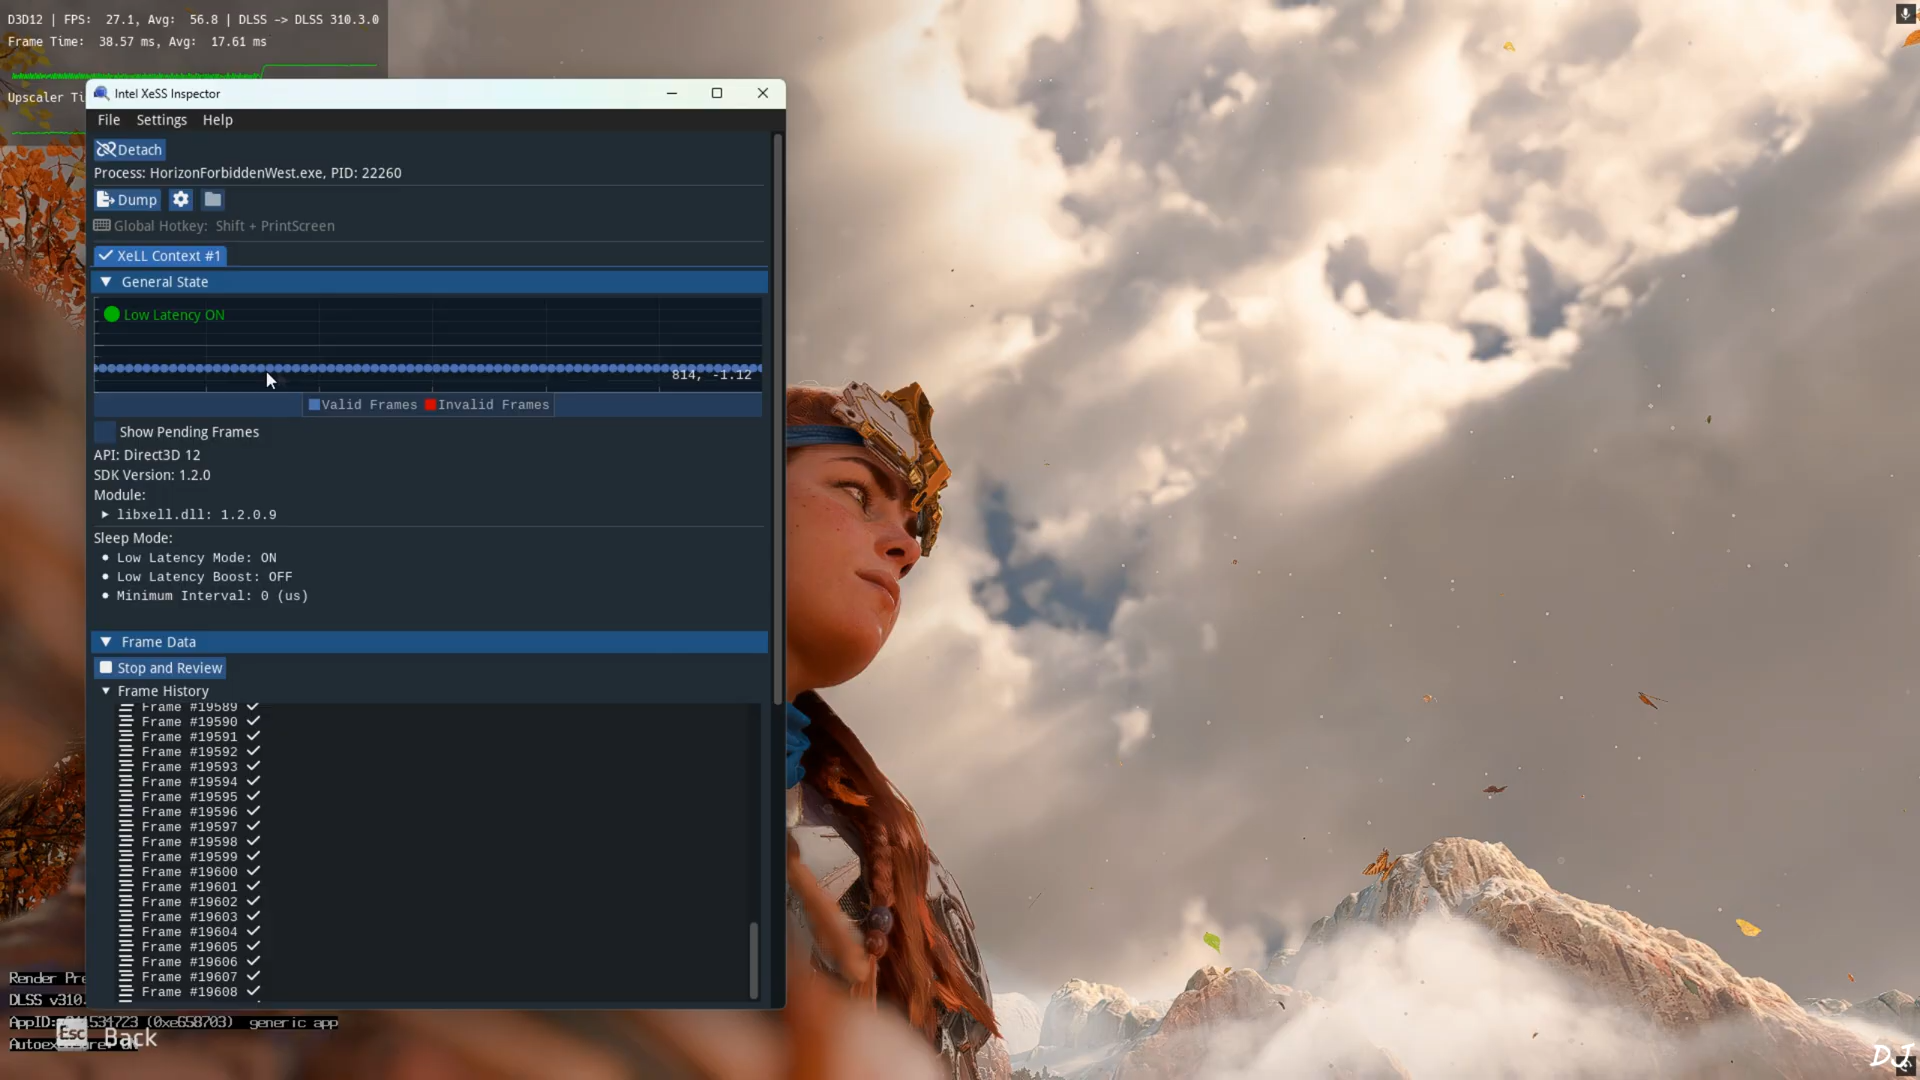 D3D12 | FPS: 27.1, Avg: 56.8 | DLSS -> DLSS 310.3.0
Frame Time: 38.57 ms, Avg: 17.61 ms
Upscaler
Intel XeSS Inspector
File Settings Help
Detach
Process: HorizonForbiddenWest.exe, PID: 22260
Dump
Global Hotkey: Shift + PrintScreen
XeLL Context #1
General State
Low Latency ON
814, -1.12
Valid Frames Invalid Frames
Show Pending Frames
API: Direct3D 12
SDK Version: 1.2.0
Module:
libxell.dll: 1.2.0.9
Sleep Mode:
• Low Latency Mode: ON
• Low Latency Boost: OFF
• Minimum Interval: 0 (us)
Frame Data
Stop and Review
Frame History
Frame #19589
Frame #19590
Frame #19591
Frame #19592
Frame #19593
Frame #19594
Frame #19595
Frame #19596
Frame #19597
Frame #19598
Frame #19599
Frame #19600
Frame #19601
Frame #19602
Frame #19603
Frame #19604
Frame #19605
Frame #19606
Frame #19607
Frame #19608
Render
DLSS v310.
(0xe658703) generic app
Esc Back
DJ